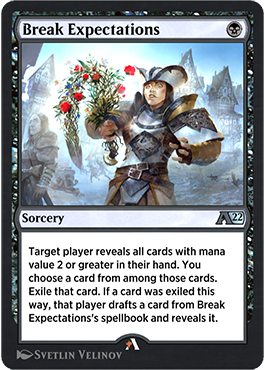 Break Expectations
Sorcery
A22
Target player reveals all cards with mana
value 2 or greater in their hand. You
choose a card from among those cards.
Exile that card. If a card was exiled this
way, that player drafts a card from Break
Expectations's spellbook and reveals it.
SVETLIN VELINOV